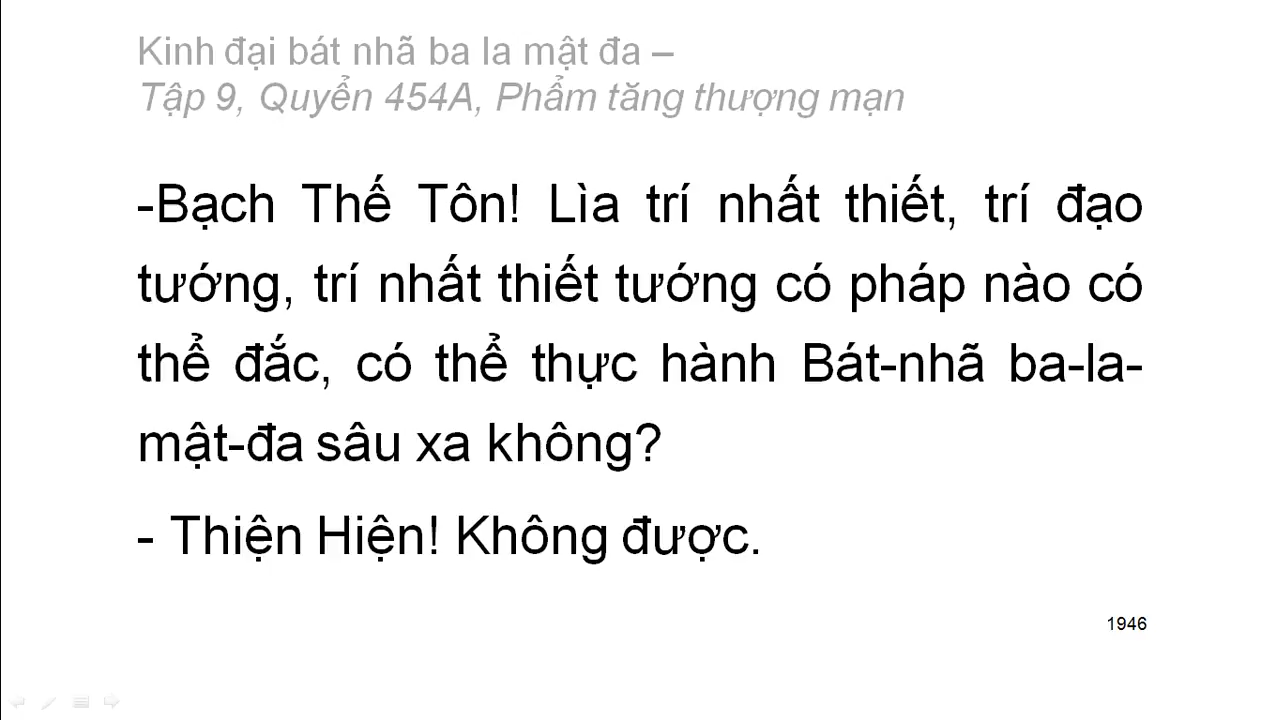 Kinh đại bát nhã ba la mật đa –
Tập 9, Quyển 454A, Phẩm tăng thượng mạn
-Bạch Thế Tôn! Lìa trí nhất thiết, trí đạo
tướng, trí nhất thiết tướng có pháp nào có
thể đắc, có thể thực hành Bát-nhã ba-la-
mật-đa sâu xa không?
- Thiện Hiện! Không được.
1946